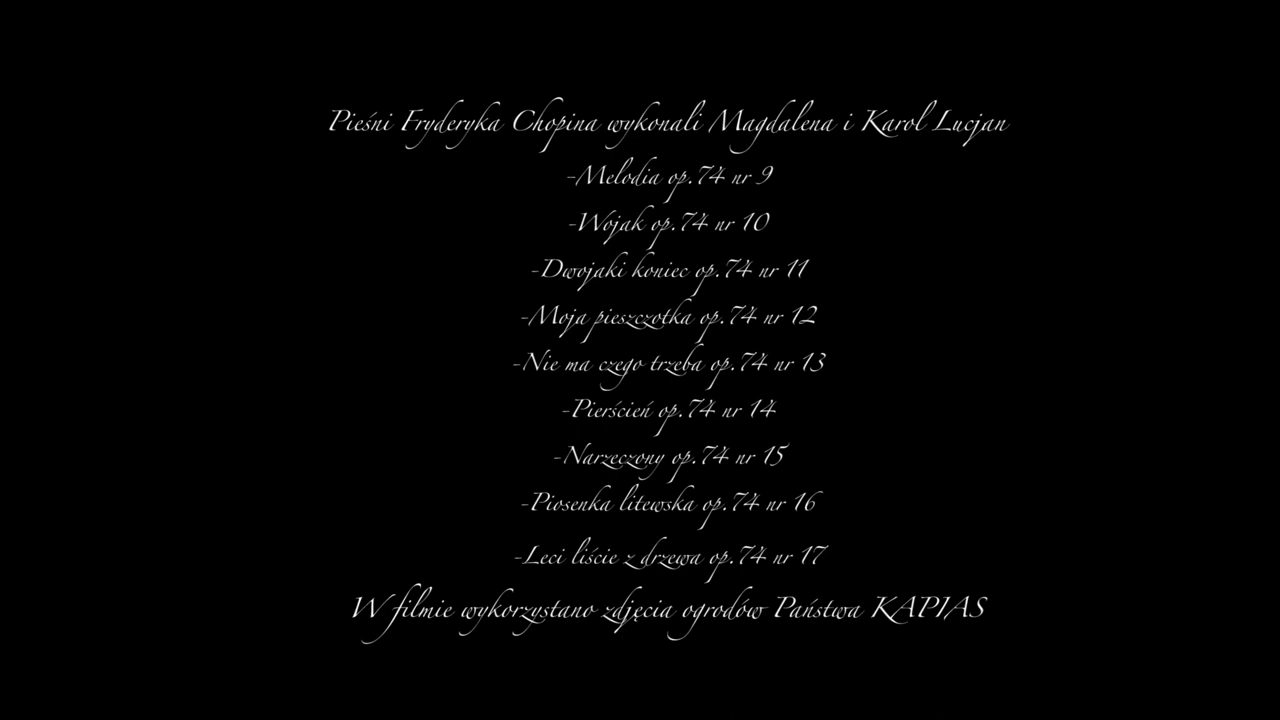 Pieśni Fryderyka Chopina wykonali Magdalena i Karol Lucjan
-Melodia op.74 nr 9
-Wojak op.74 nr 10
-Dwojaki koniec op.74 nr 11
-Moja pieszczotka op.74 nr 12
-Nie ma czego trzeba op.74 nr 13
-Pierścień op.74 nr 14
-Narzeczony op.74 nr 15
-Piosenka litewska op.74 nr 16
-Leci liście z drzewa op.74 nr 17
W filmie wykorzystano zdjęcia ogrodów Państwa KAPIAS